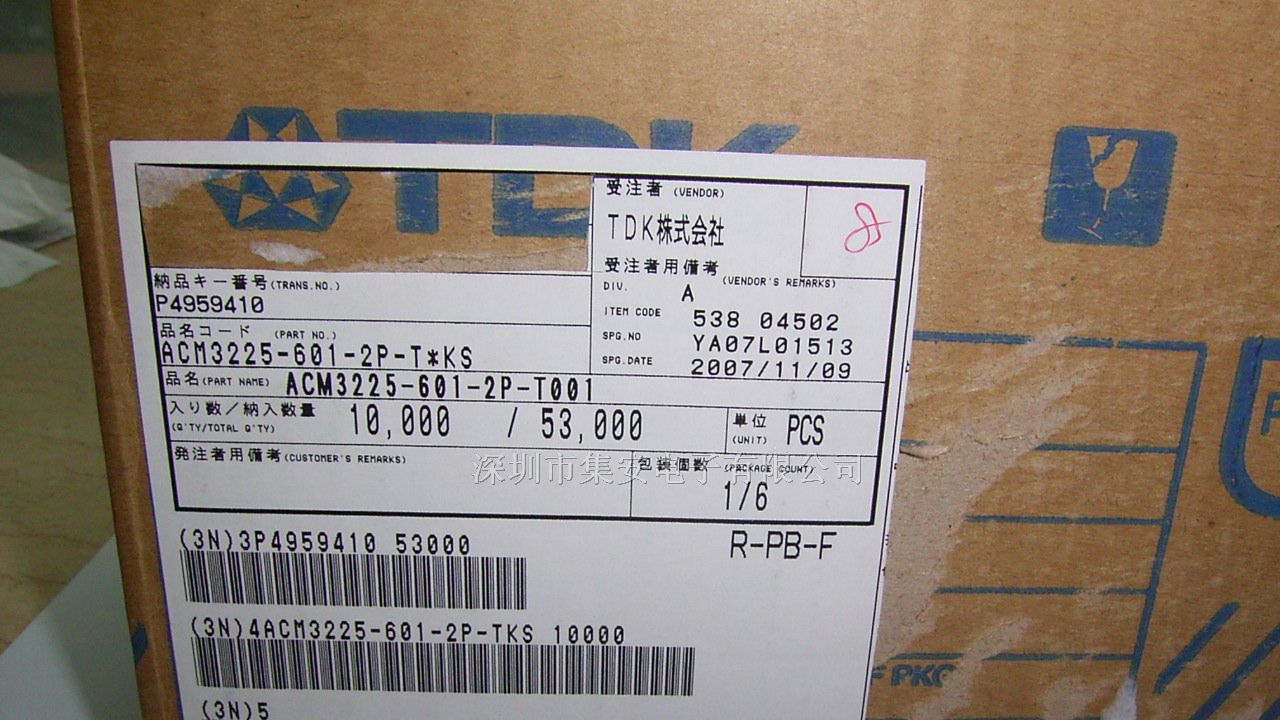 TDK
受注者 (VENDOR)
TDK株式会社
受注者用備考
(VENDOR'S REMARKS)
DIV. A
ITEM CODE 538 04502
SPG.NO YA07L01513
SPG.DATE 2007/11/09
納品キー番号(TRANS.NO.)
P4959410
品名コード (PART NO.)
ACM3225-601-2P-T*KS
品名(PART NAME) ACM3225-601-2P-T001
入り数/納入数量
(Q'TY/TOTAL Q'TY)
10,000 / 53,000
単位
(UNIT)
PCS
発注者用備考(CUSTOMER'S REMARKS)
包装個数 (PACKAGE COUNT)
1/6
深圳市集安电子有限公司
R-PB-F
(3N)3P4959410 53000
(3N)4ACM3225-601-2P-TKS 10000
(3N)5